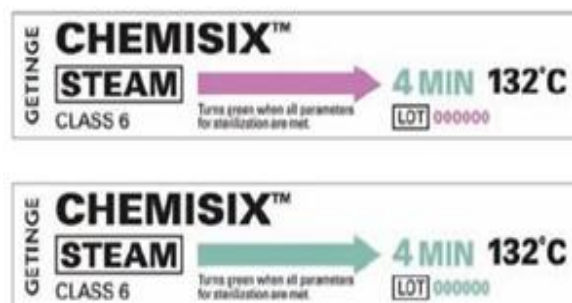 GETINGE
CHEMISIX™
STEAM
4 MIN 132°C
CLASS 6
Turns green when all parameters
for sterilization are met.
LOT 000000
GETINGE
CHEMISIX™
STEAM
4 MIN 132°C
CLASS 6
Turns green when all parameters
for sterilization are met.
LOT 000000